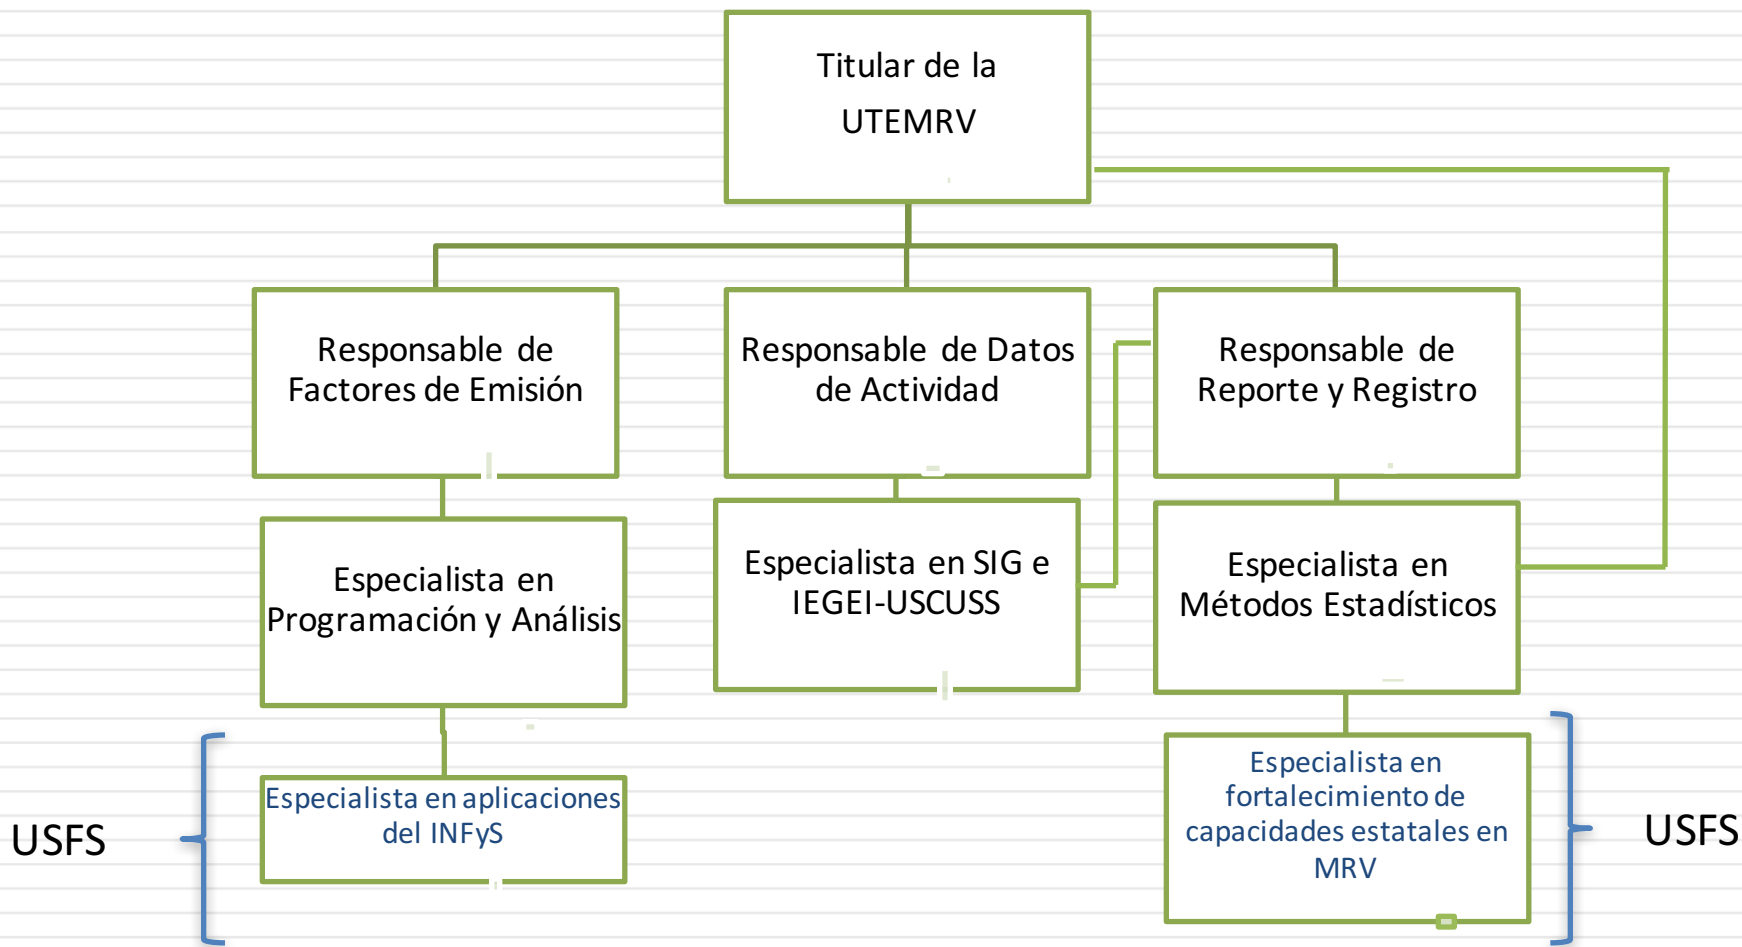 Titular de la
UTEMRV
Responsable de
Factores de Emisión
Responsable de Datos
de Actividad
Responsable de
Reporte y Registro
Especialista en
Programación y Análisis
Especialista en SIG e
IEGEI-USCUSS
Especialista en
Métodos Estadísticos
USFS
Especialista en aplicaciones
del INFyS
Especialista en
fortalecimiento de
capacidades estatales en
MRV
USFS